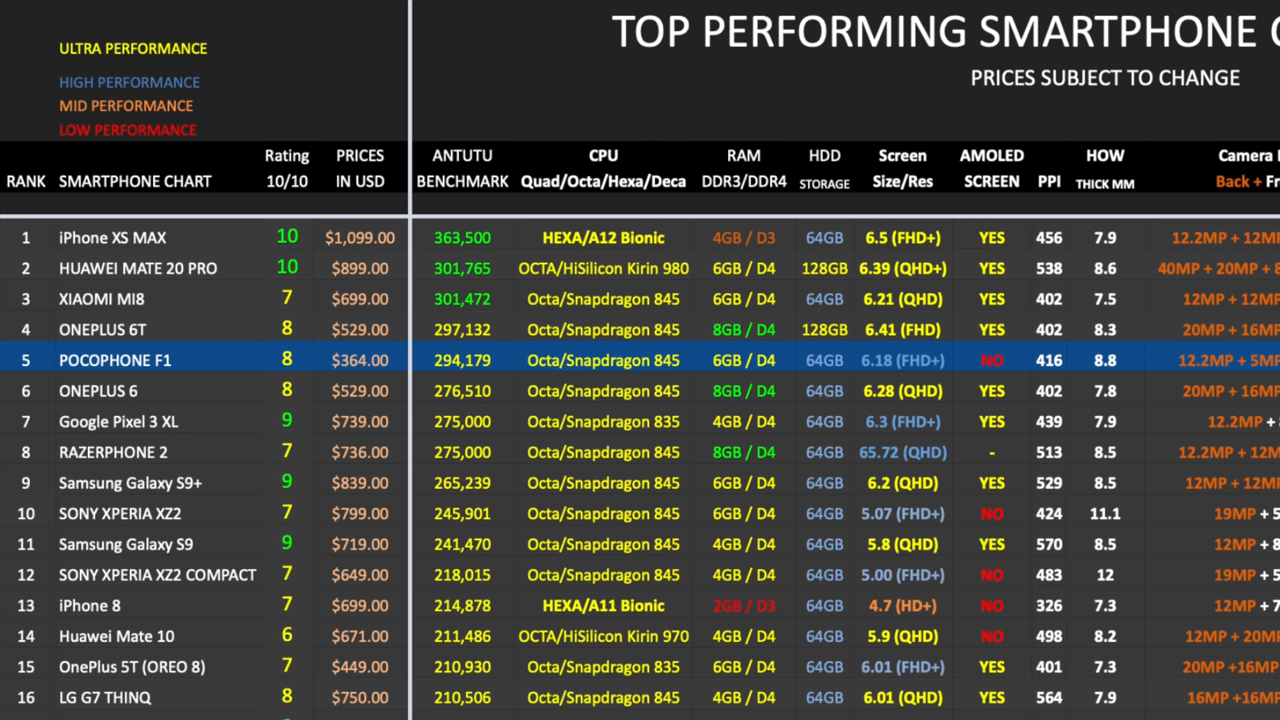 TOP PERFORMING SMARTPHONE
ULTRA PERFORMANCE
PRICES SUBJECT TO CHANGE
HIGH PERFORMANCE
MID PERFORMANCE
LOW PERFORMANCE
Rating PRICES ANTUTU CPU RAM HDD Screen AMOLED HOW Camera
RANK SMARTPHONE CHART 10/10 IN USD BENCHMARK Quad/Octa/Hexa/Deca DDR3/DDR4 STORAGE Size/Res SCREEN PPI THICK MM Back + Fr
1 iPhone XS MAX 10 $1,099.00 363,500 HEXA/A12 Bionic 4GB / D3 64GB 6.5 (FHD+) YES 456 7.9 12.2MP + 12MP
2 HUAWEI MATE 20 PRO 10 $899.00 301,765 OCTA/HiSilicon Kirin 980 6GB / D4 128GB 6.39 (QHD+) YES 538 8.6 40MP + 20MP + 8
3 XIAOMI MI8 7 $699.00 301,472 Octa/Snapdragon 845 6GB / D4 64GB 6.21 (QHD) YES 402 7.5 12MP + 12MP
4 ONEPLUS 6T 8 $529.00 297,132 Octa/Snapdragon 845 8GB / D4 128GB 6.41 (FHD) YES 402 8.3 20MP + 16MP
5 POCOPHONE F1 8 $364.00 294,179 Octa/Snapdragon 845 6GB / D4 64GB 6.18 (FHD+) NO 416 8.8 12.2MP + 5MP
6 ONEPLUS 6 8 $529.00 276,510 Octa/Snapdragon 845 8GB / D4 64GB 6.28 (QHD) YES 402 7.8 20MP + 16MP
7 Google Pixel 3 XL 9 $739.00 275,000 Octa/Snapdragon 835 4GB / D4 64GB 6.3 (FHD+) YES 439 7.9 12.2MP +
8 RAZERPHONE 2 7 $736.00 275,000 Octa/Snapdragon 845 8GB / D4 64GB 65.72 (QHD) - 513 8.5 12.2MP + 12M
9 Samsung Galaxy S9+ 9 $839.00 265,239 Octa/Snapdragon 845 6GB / D4 64GB 6.2 (QHD) YES 529 8.5 12MP + 12MP
10 SONY XPERIA XZ2 7 $799.00 245,901 Octa/Snapdragon 845 6GB / D4 64GB 5.07 (FHD+) NO 424 11.1 19MP + 5
11 Samsung Galaxy S9 9 $719.00 241,470 Octa/Snapdragon 845 4GB / D4 64GB 5.8 (QHD) YES 570 8.5 12MP + 8
12 SONY XPERIA XZ2 COMPACT 7 $649.00 218,015 Octa/Snapdragon 845 4GB / D4 64GB 5.00 (FHD+) NO 483 12 19MP + 5
13 iPhone 8 7 $699.00 214,878 HEXA/A11 Bionic 2GB / D3 64GB 4.7 (HD+) NO 326 7.3 12MP + 7
14 Huawei Mate 10 6 $671.00 211,486 OCTA/HiSilicon Kirin 970 4GB / D4 64GB 5.9 (QHD) NO 498 8.2 12MP + 20MP
15 OnePlus 5T (OREO 8) 7 $449.00 210,930 Octa/Snapdragon 835 6GB / D4 64GB 6.01 (FHD+) YES 401 7.3 20MP +16MP
16 LG G7 THINQ 8 $750.00 210,506 Octa/Snapdragon 845 4GB / D4 64GB 6.01 (QHD) YES 564 7.9 16MP +16MP